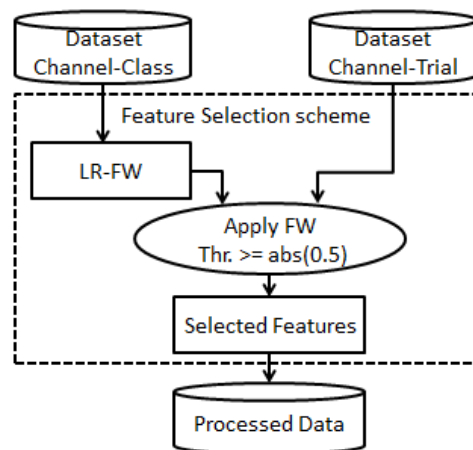 Dataset
Channel-Class
Dataset
Channel-Trial
Feature Selection scheme
LR-FW
Apply FW
Thr. >= abs(0.5)
Selected Features
Processed Data